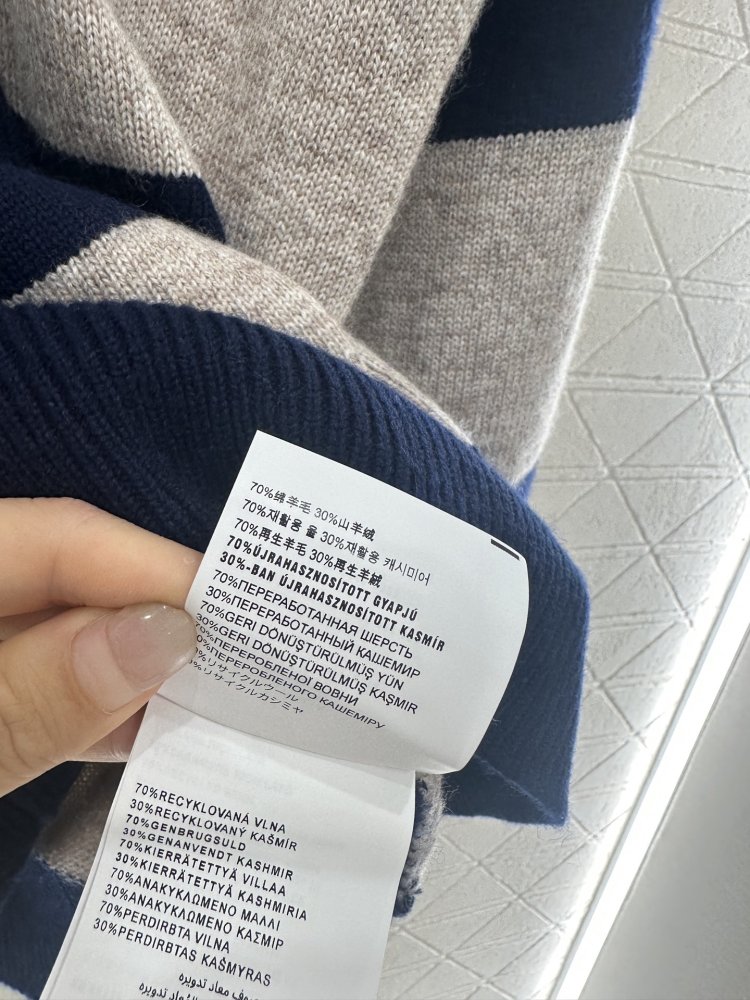 70%绵羊毛 30%山羊绒
70%재활용 울 30%재활용 캐시미어
70%再生羊毛 30%再生羊絨
70%ÚJRAHASZNOSÍTOTT GYAPJÚ
30%-BAN ÚJRAHASZNOSÍTOTT KASMÍR
70%ПЕРЕРАБОТАННАЯ ШЕРСТЬ
30%ПЕРЕРАБОТАННЫЙ КАШЕМИР
70%GERI DÖNÜŞTÜRÜLMÜŞ YÜN
30%GERI DÖNÜŞTÜRÜLMÜŞ KAŞMIR
70%ПЕРЕРОБЛЕНОЇ ВОВНИ
0%ПЕРЕРОБЛЕНОГО КАШЕМІРУ
%リサイクルウール
%リサイクルカシミヤ
70%RECYKLOVANÁ VLNA
30%RECYKLOVANÝ KAŠMÍR
70%GENBRUGSULD
30%GENANVENDT KASHMIR
70%KIERRÄTETTYÄ VILLAA
30%KIERRÄTETTYÄ KASHMIRIA
70%ΑΝΑΚΥΚΛΩΜΕΝΟ ΜΑΛΛΙ
30%ΑΝΑΚΥΚΛΩΜΕΝΟ ΚΑΣΜΙΡ
70%PERDIRBTA VILNA
30%PERDIRBTAS KAŠMYRAS
معاد تدويره
تدويره